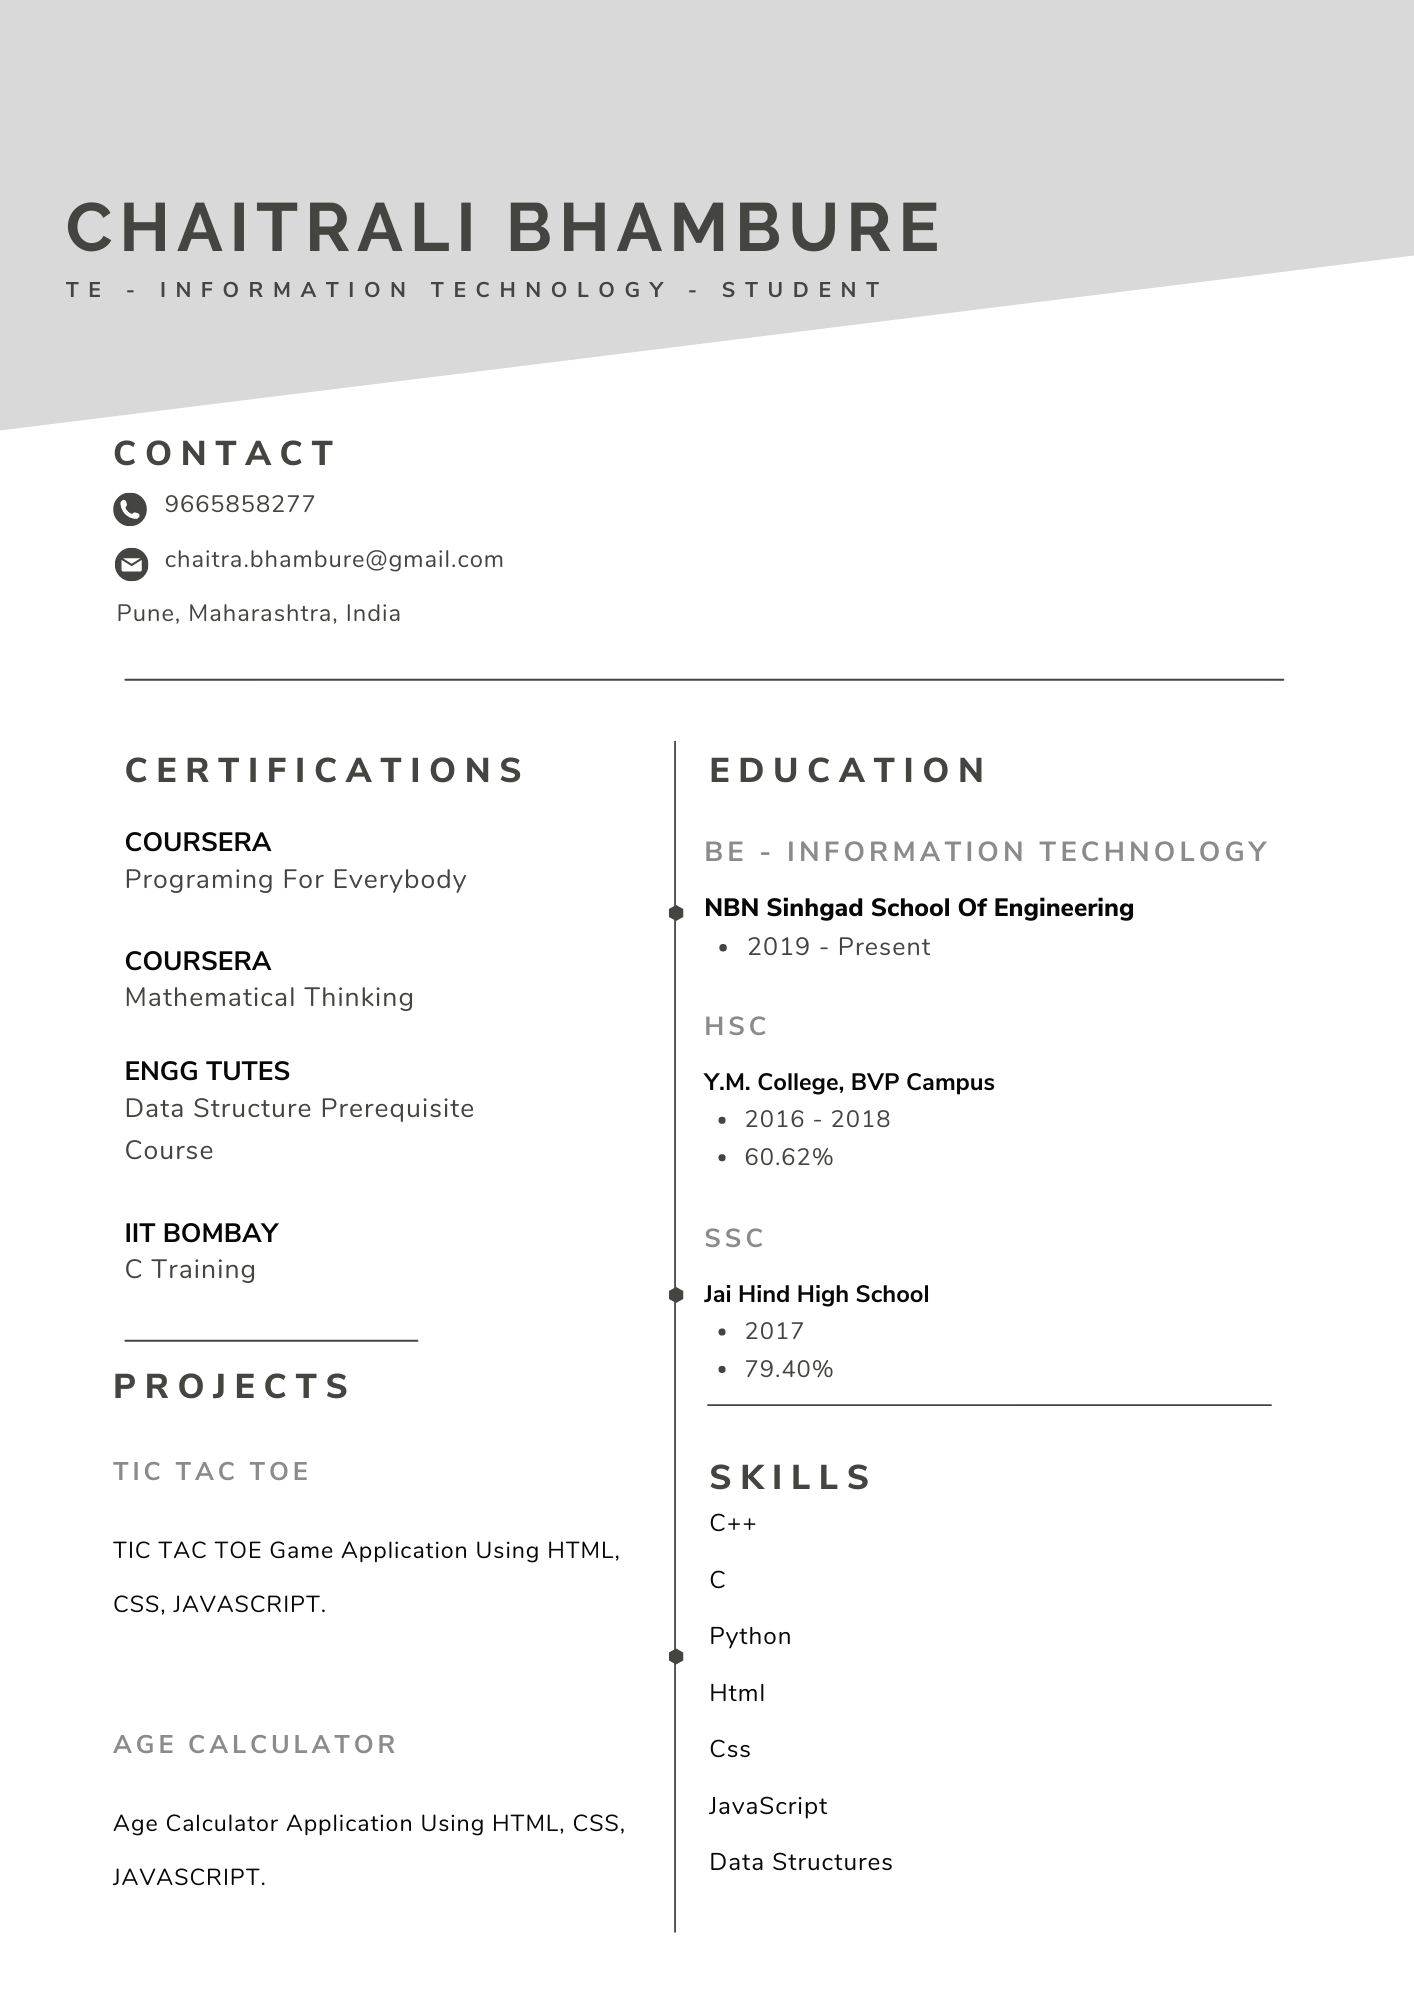 CHAITRALI BHAMBURE
TE - INFORMATION TECHNOLOGY - STUDENT
CONTACT
9665858277
chaitra.bhambure@gmail.com
Pune, Maharashtra, India
CERTIFICATIONS
COURSERA
Programing For Everybody
COURSERA
Mathematical Thinking
ENGG TUTES
Data Structure Prerequisite
Course
IIT BOMBAY
C Training
PROJECTS
TIC TAC TOE
TIC TAC TOE Game Application Using HTML,
CSS, JAVASCRIPT.
AGE CALCULATOR
Age Calculator Application Using HTML, CSS,
JAVASCRIPT.
EDUCATION
BE - INFORMATION TECHNOLOGY
NBN Sinhgad School Of Engineering
• 2019 - Present
HSC
Y.M. College, BVP Campus
• 2016 - 2018
• 60.62%
SSC
Jai Hind High School
• 2017
• 79.40%
SKILLS
C++
C
Python
Html
Css
JavaScript
Data Structures